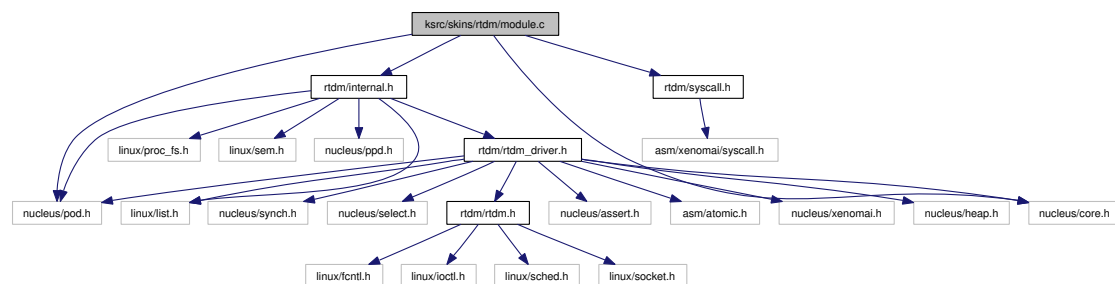 ksrc/skins/rtdm/module.c
rtdm/internal.h
rtdm/syscall.h
linux/proc_fs.h
linux/sem.h
nucleus/ppd.h
rtdm/rtdm_driver.h
asm/xenomai/syscall.h
nucleus/pod.h
linux/list.h
nucleus/synch.h
nucleus/select.h
rtdm/rtdm.h
nucleus/assert.h
asm/atomic.h
nucleus/xenomai.h
nucleus/heap.h
nucleus/core.h
linux/fcntl.h
linux/ioctl.h
linux/sched.h
linux/socket.h